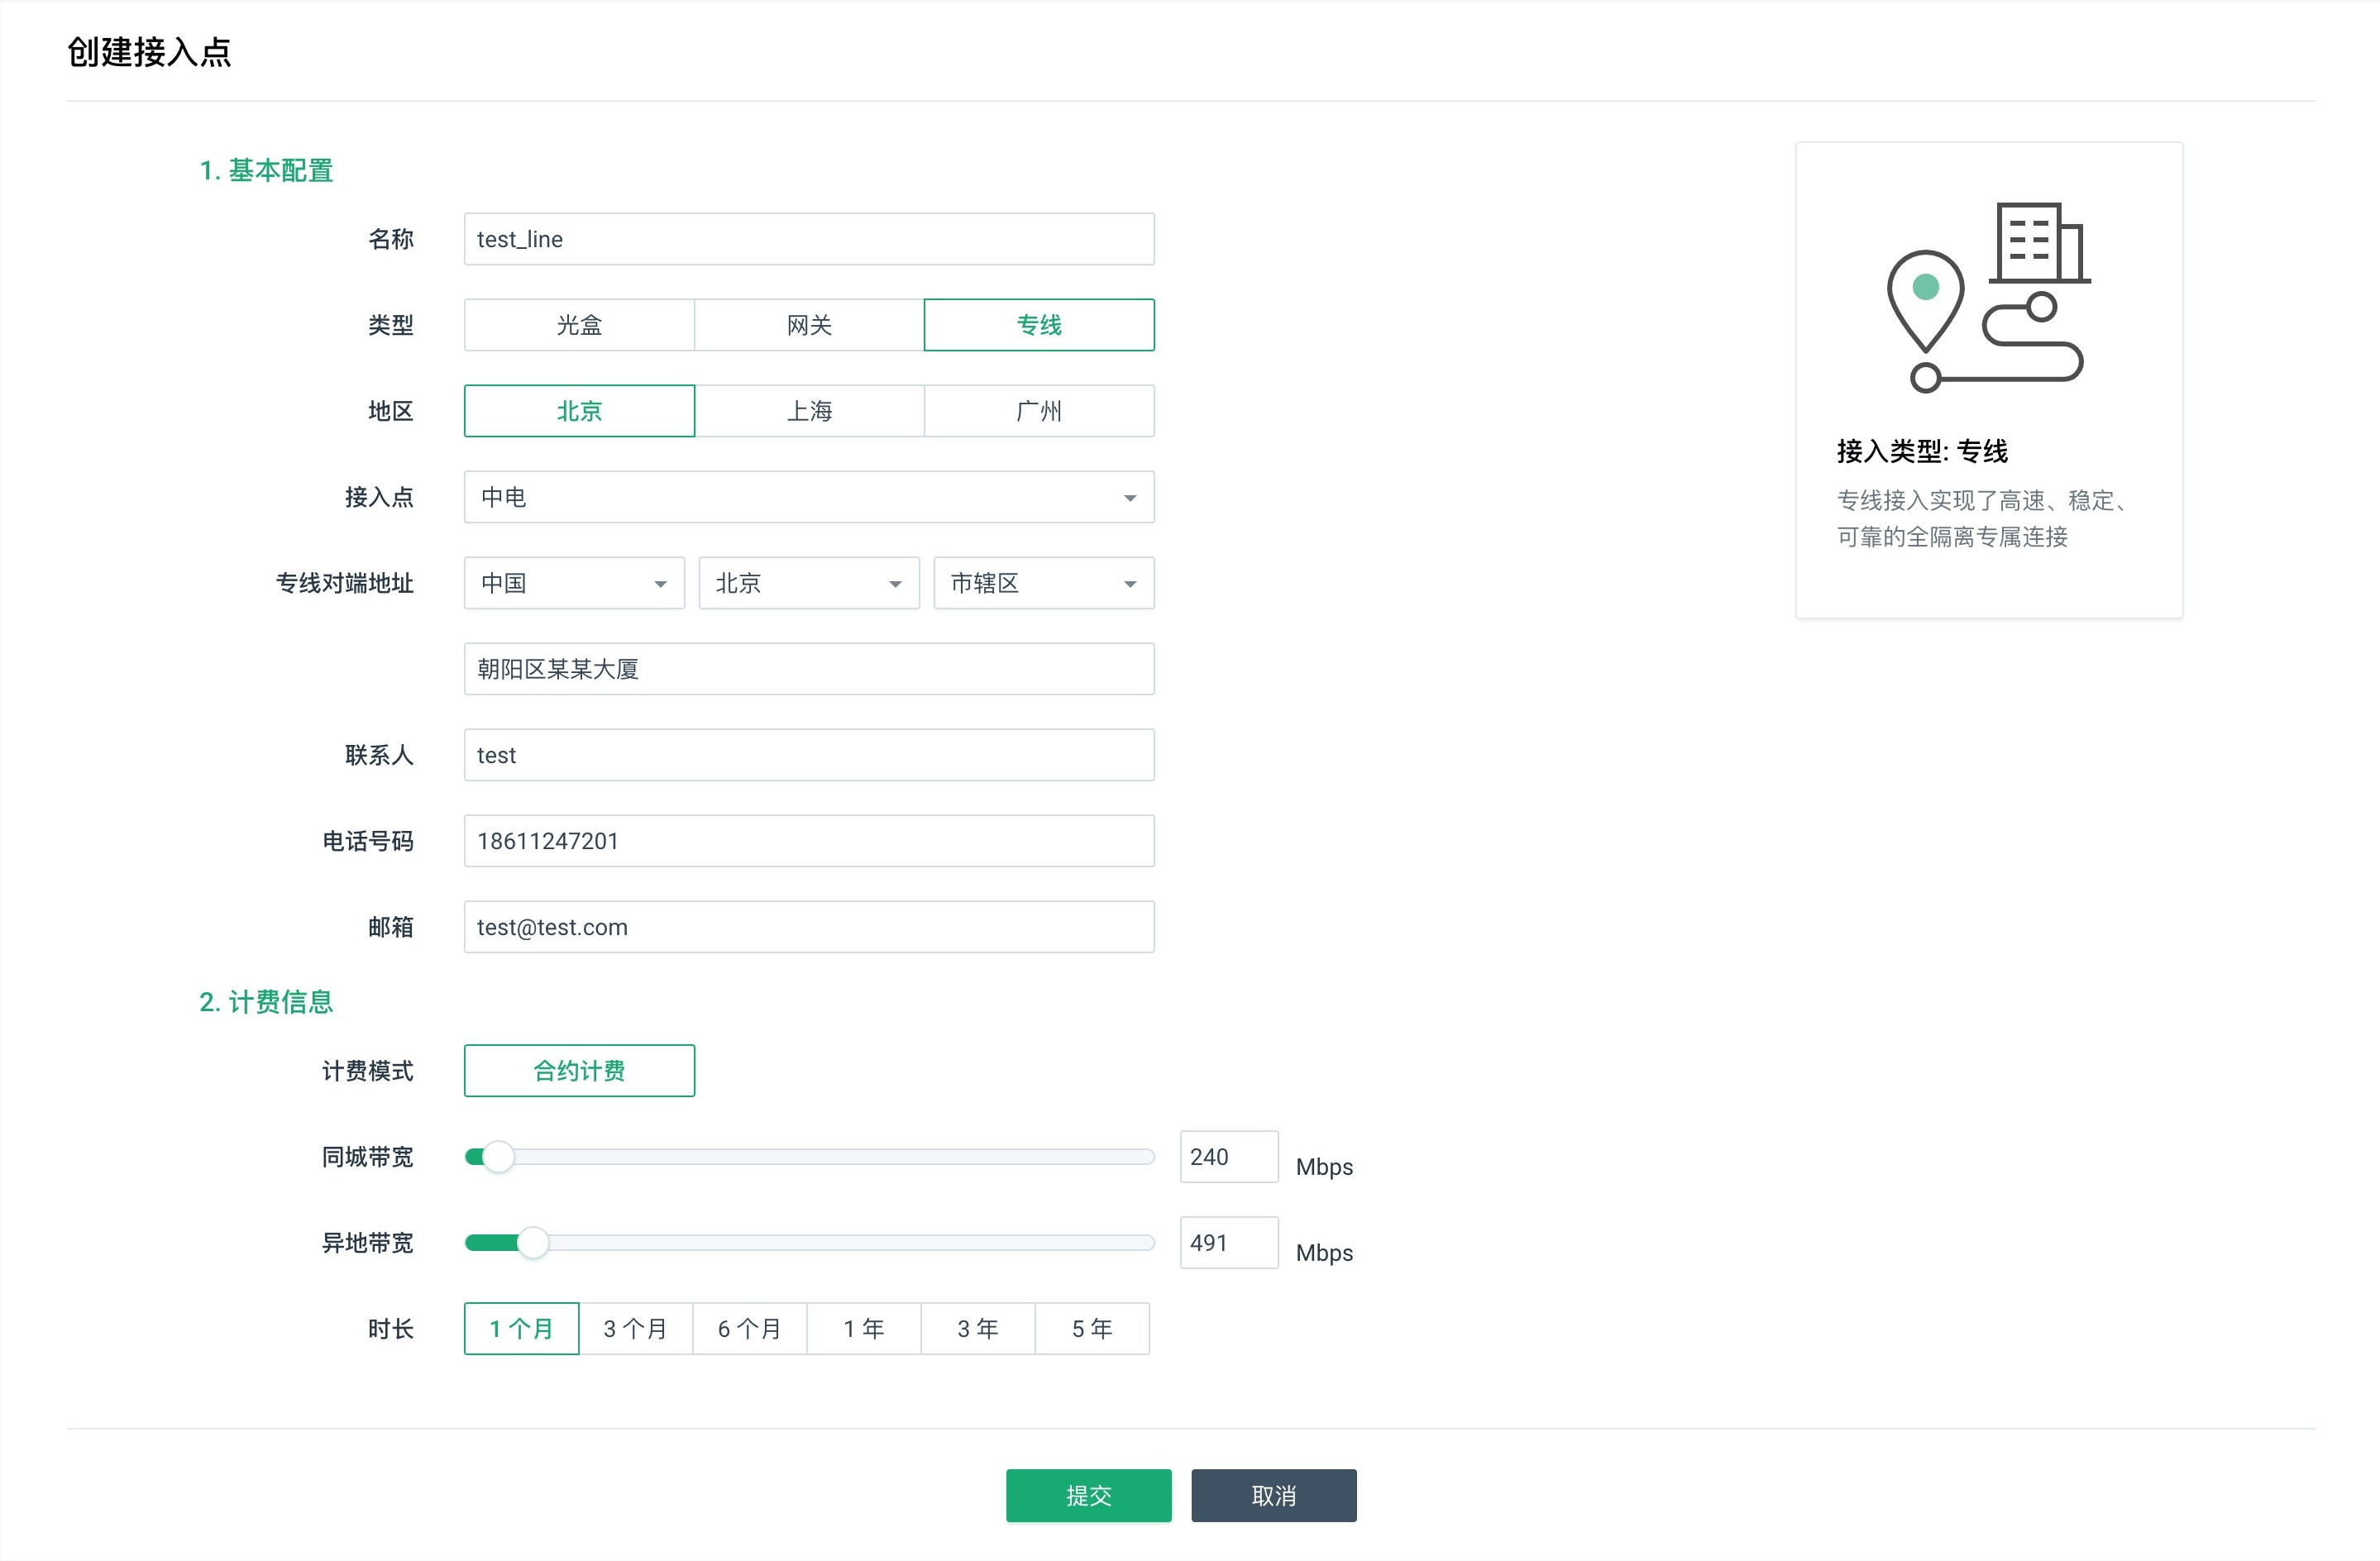 创建接入点
1. 基本配置
名称 test_line
类型 光盒 网关 专线
地区 北京 上海 广州
接入点 中电
专线对端地址 中国 北京 市辖区
朝阳区某某大厦
联系人 test
电话号码 18611247201
邮箱 test@test.com
2. 计费信息
计费模式 合约计费
同城带宽 240 Mbps
异地带宽 491 Mbps
时长 1 个月 3 个月 6 个月 1 年 3 年 5 年
接入类型: 专线
专线接入实现了高速、稳定、
可靠的全隔离专属连接
提交 取消